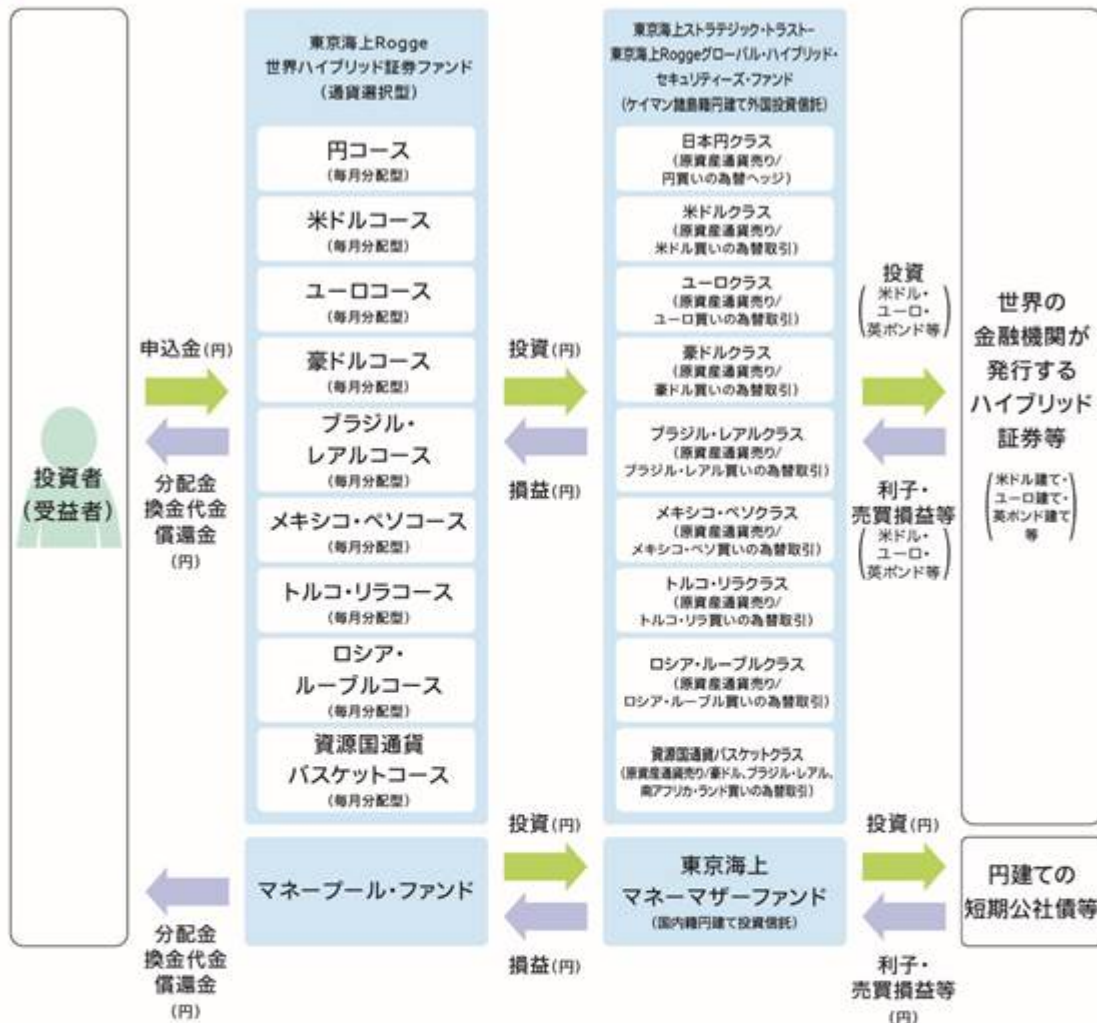 投資者
(受益者)
申込金(円)
分配金
換金代金
償還金
(円)
東京海上Rogge
世界ハイブリッド証券ファンド
(通貨選択型)
円コース
(毎月分配型)
米ドルコース
(毎月分配型)
ユーロコース
(毎月分配型)
豪ドルコース
(毎月分配型)
ブラジル・
レアルコース
(毎月分配型)
メキシコ・ペソコース
(毎月分配型)
トルコ・リラコース
(毎月分配型)
ロシア・
ルーブルコース
(毎月分配型)
資源国通貨
バスケットコース
(毎月分配型)
投資(円)
損益(円)
東京海上ストラテジック・トラストー
東京海上Roggeグローバル・ハイブリッド・
セキュリティーズ・ファンド
(ケイマン諸島籍円建て外国投資信託)
日本円クラス
(原資産通貨売り/
円買いの為替ヘッジ)
米ドルクラス
(原資産通貨売り/
米ドル買いの為替取引)
ユーロクラス
(原資産通貨売り/
ユーロ買いの為替取引)
豪ドルクラス
(原資産通貨売り/
豪ドル買いの為替取引)
ブラジル・レアルクラス
(原資産通貨売り/
ブラジル・レアル買いの為替取引)
メキシコ・ペソクラス
(原資産通貨売り/
メキシコ・ペソ買いの為替取引)
トルコ・リラクラス
(原資産通貨売り/
トルコ・リラ買いの為替取引)
ロシア・ルーブルクラス
(原資産通貨売り/
ロシア・ルーブル買いの為替取引)
資源国通貨バスケットクラス
(原資産通貨売り/豪ドル、ブラジル・レアル、
南アフリカ・ランド買いの為替取引)
投資
(米ドル・
ユーロ・
英ポンド等)
利子・
売買損益等
(米ドル・
ユーロ・
英ポンド等)
世界の
金融機関が
発行する
ハイブリッド
証券等
(米ドル建て・
ユーロ建て・
英ポンド建て
等)
分配金
換金代金
償還金
(円)
マネープール・ファンド
投資(円)
損益(円)
東京海上
マネーマザーファンド
(国内籍円建て投資信託)
投資(円)
利子・
売買損益等
(円)
円建ての
短期公社債等